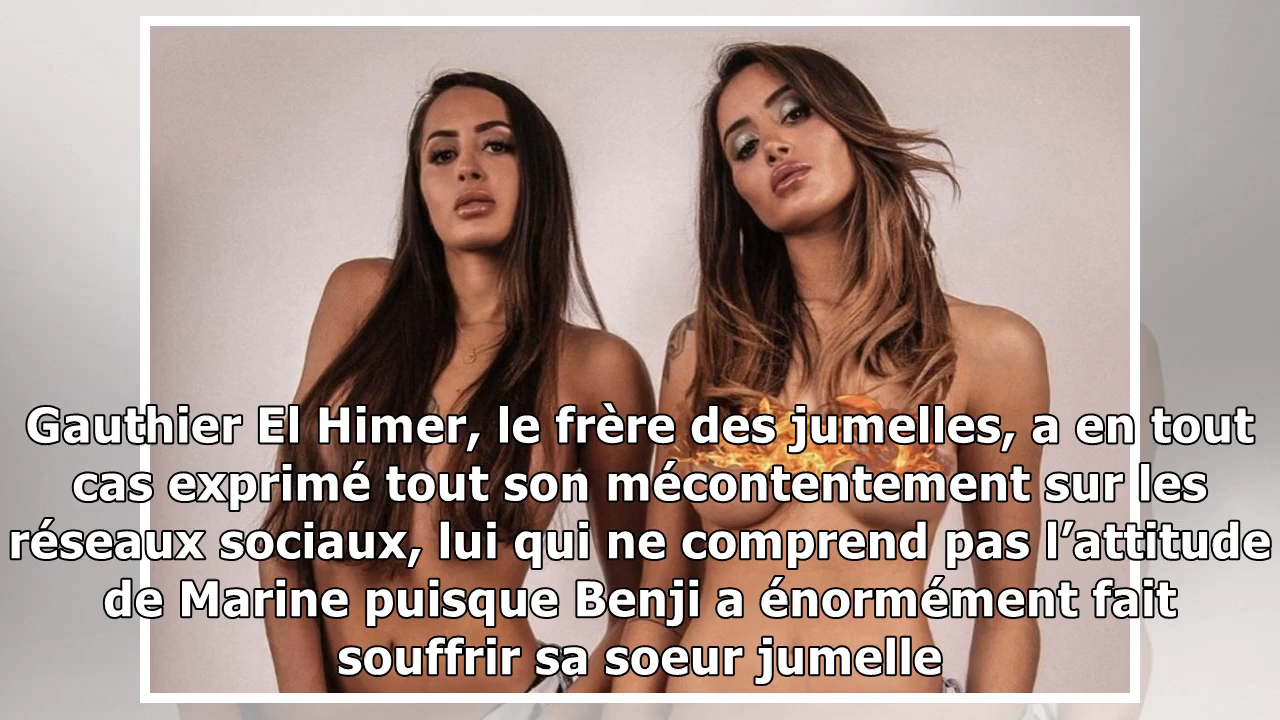 Gauthier El Himer, le frère des jumelles, a en tout
cas exprimé tout son mécontentement sur les
réseaux sociaux, lui qui ne comprend pas l’attitude
de Marine puisque Benji a énormément fait
souffrir sa soeur jumelle